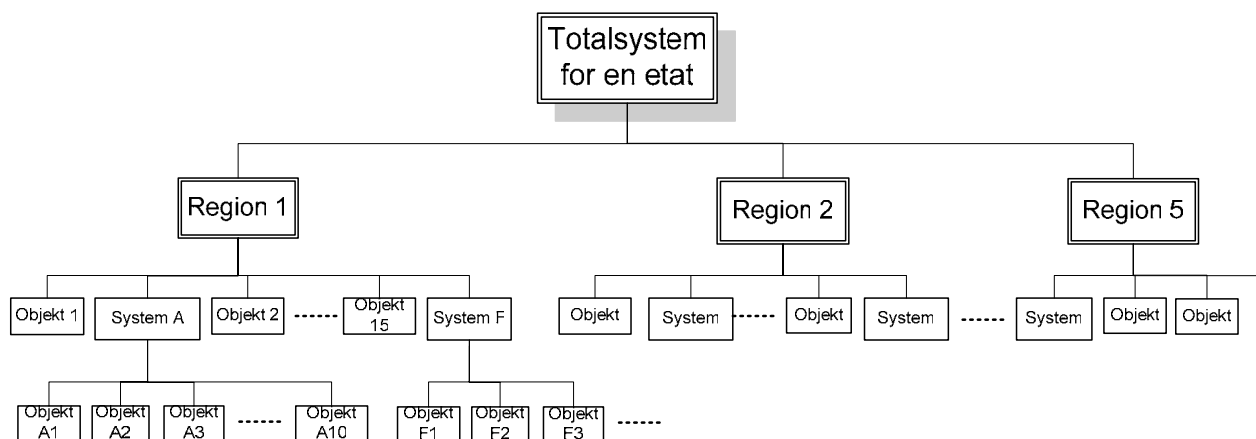 Totalsystem
for en etat
Region 1
Region 2
Region 5
Objekt 1
System A
Objekt 2
Objekt
15
System F
Objekt
System
Objekt
System
System
Objekt
Objekt
Objekt
A1
Objekt
A2
Objekt
A3
Objekt
A10
Objekt
F1
Objekt
F2
Objekt
F3